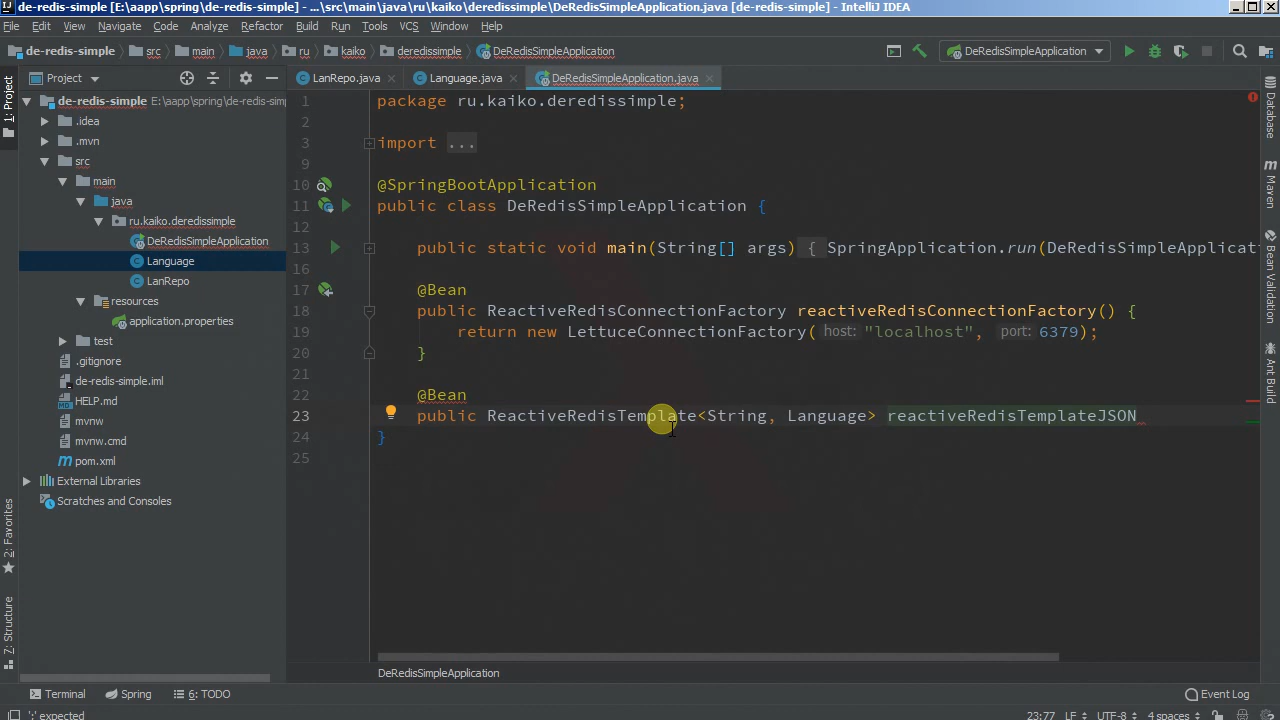 de-redis-simple [E:\aapp\spring\de-redis-simple] - ...\src\main\java\ru\kaiko\deredissimple\DeRedisSimpleApplication.java [de-redis-simple] - IntelliJ IDEA
File Edit View Navigate Code Analyze Refactor Build Run Tools VCS Window Help
de-redis-simple src main java ru kaiko deredissimple DeRedisSimpleApplication DeRedisSimpleApplication
Project LanRepo.java Language.java DeRedisSimpleApplication.java
de-redis-simple E:\aapp\spring\de-redis-sim
.idea
.mvn
src
main
java
ru.kaiko.deredissimple
DeRedisSimpleApplication
Language
LanRepo
resources
application.properties
test
.gitignore
de-redis-simple.iml
HELP.md
mvnw
mvnw.cmd
pom.xml
External Libraries
Scratches and Consoles
1 package ru.kaiko.deredissimple;
2
3 import ...
9
10 @SpringBootApplication
11 public class DeRedisSimpleApplication {
12
13 public static void main(String[] args) { SpringApplication.run(DeRedisSimpleApplicat
16
17 @Bean
18 public ReactiveRedisConnectionFactory reactiveRedisConnectionFactory() {
19 return new LettuceConnectionFactory( host: "localhost", port: 6379);
20 }
21
22 @Bean
23 public ReactiveRedisTemplate<String, Language> reactiveRedisTemplateJSON
24 }
25
1: Project
2: Favorites
7: Structure
Database
Maven
Bean Validation
Ant Build
DeRedisSimpleApplication
Terminal Spring 6: TODO Event Log
';' expected 23:77 LF UTF-8 4 spaces